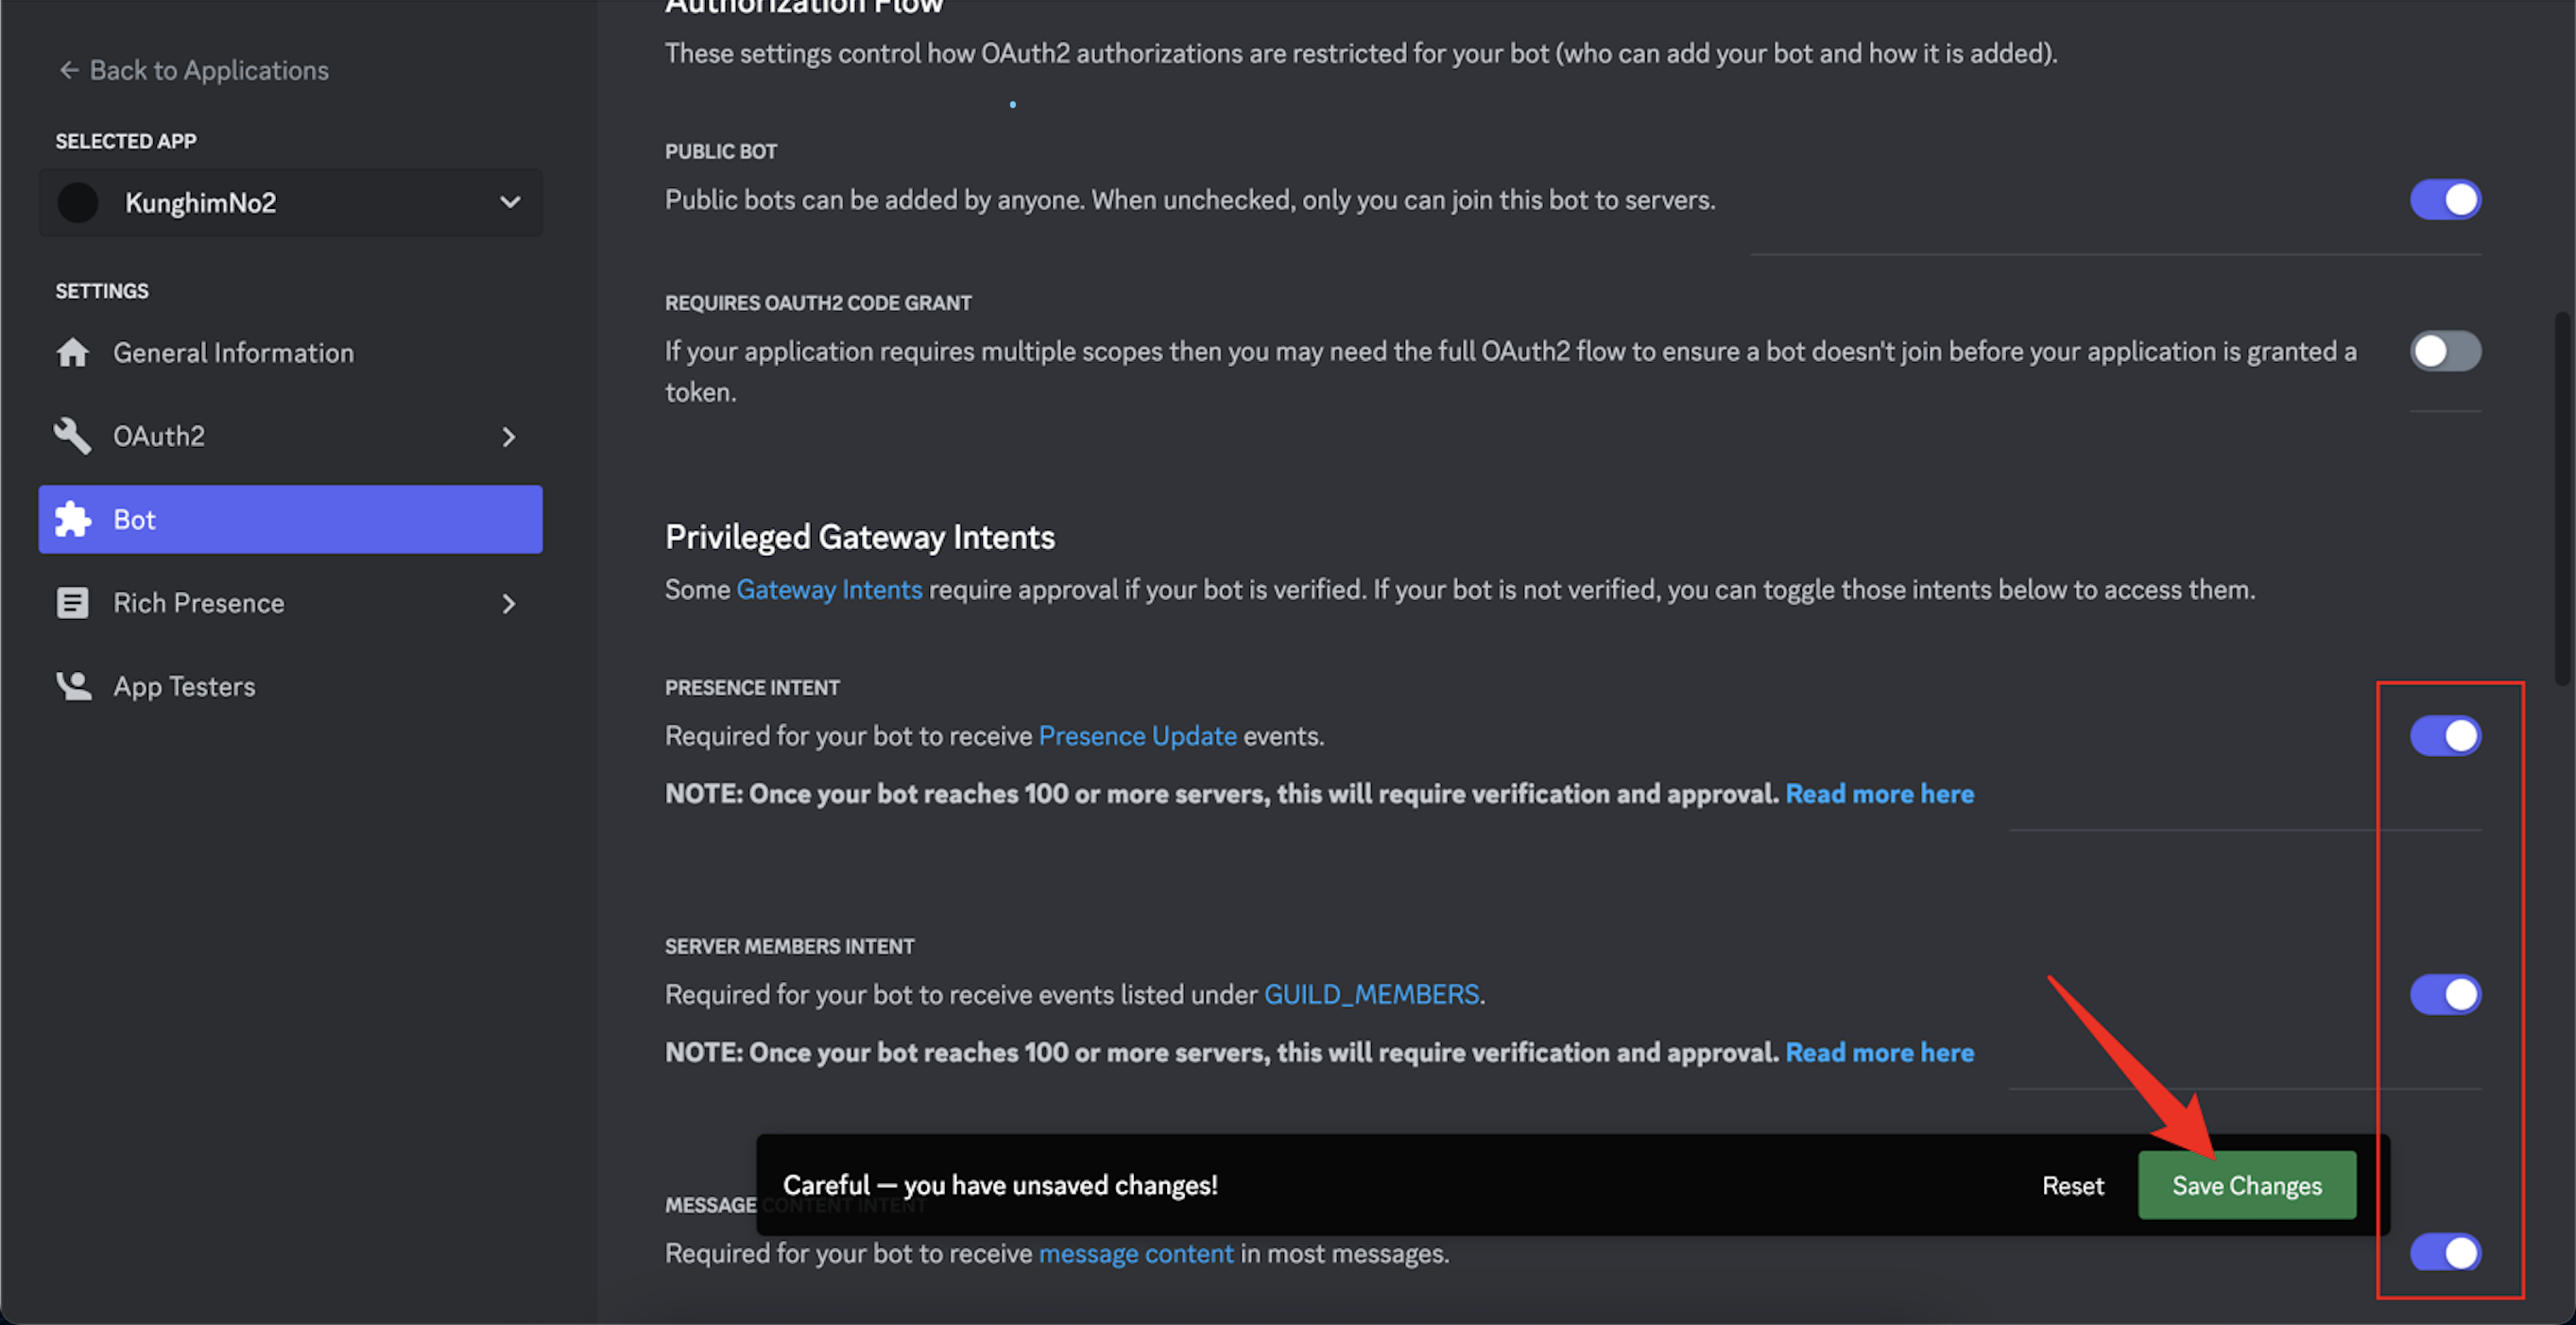 ← Back to Applications
SELECTED APP
KunghimNo2
SETTINGS
General Information
OAuth2
Bot
Rich Presence
App Testers
Authorization Flow
These settings control how OAuth2 authorizations are restricted for your bot (who can add your bot and how it is added).
PUBLIC BOT
Public bots can be added by anyone. When unchecked, only you can join this bot to servers.
REQUIRES OAUTH2 CODE GRANT
If your application requires multiple scopes then you may need the full OAuth2 flow to ensure a bot doesn't join before your application is granted a
token.
Privileged Gateway Intents
Some Gateway Intents require approval if your bot is verified. If your bot is not verified, you can toggle those intents below to access them.
PRESENCE INTENT
Required for your bot to receive Presence Update events.
NOTE: Once your bot reaches 100 or more servers, this will require verification and approval. Read more here
SERVER MEMBERS INTENT
Required for your bot to receive events listed under GUILD_MEMBERS.
NOTE: Once your bot reaches 100 or more servers, this will require verification and approval. Read more here
Careful — you have unsaved changes!
Reset
Save Changes
MESSAGE CONTENT INTENT
Required for your bot to receive message content in most messages.